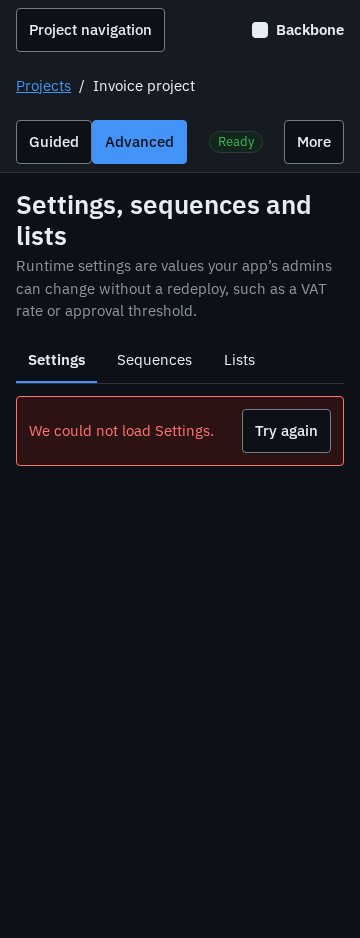 Project navigation
Backbone
Projects / Invoice project
Guided
Advanced
Ready
More
Settings, sequences and
lists
Runtime settings are values your app’s admins
can change without a redeploy, such as a VAT
rate or approval threshold.
Settings
Sequences
Lists
We could not load Settings.
Try again